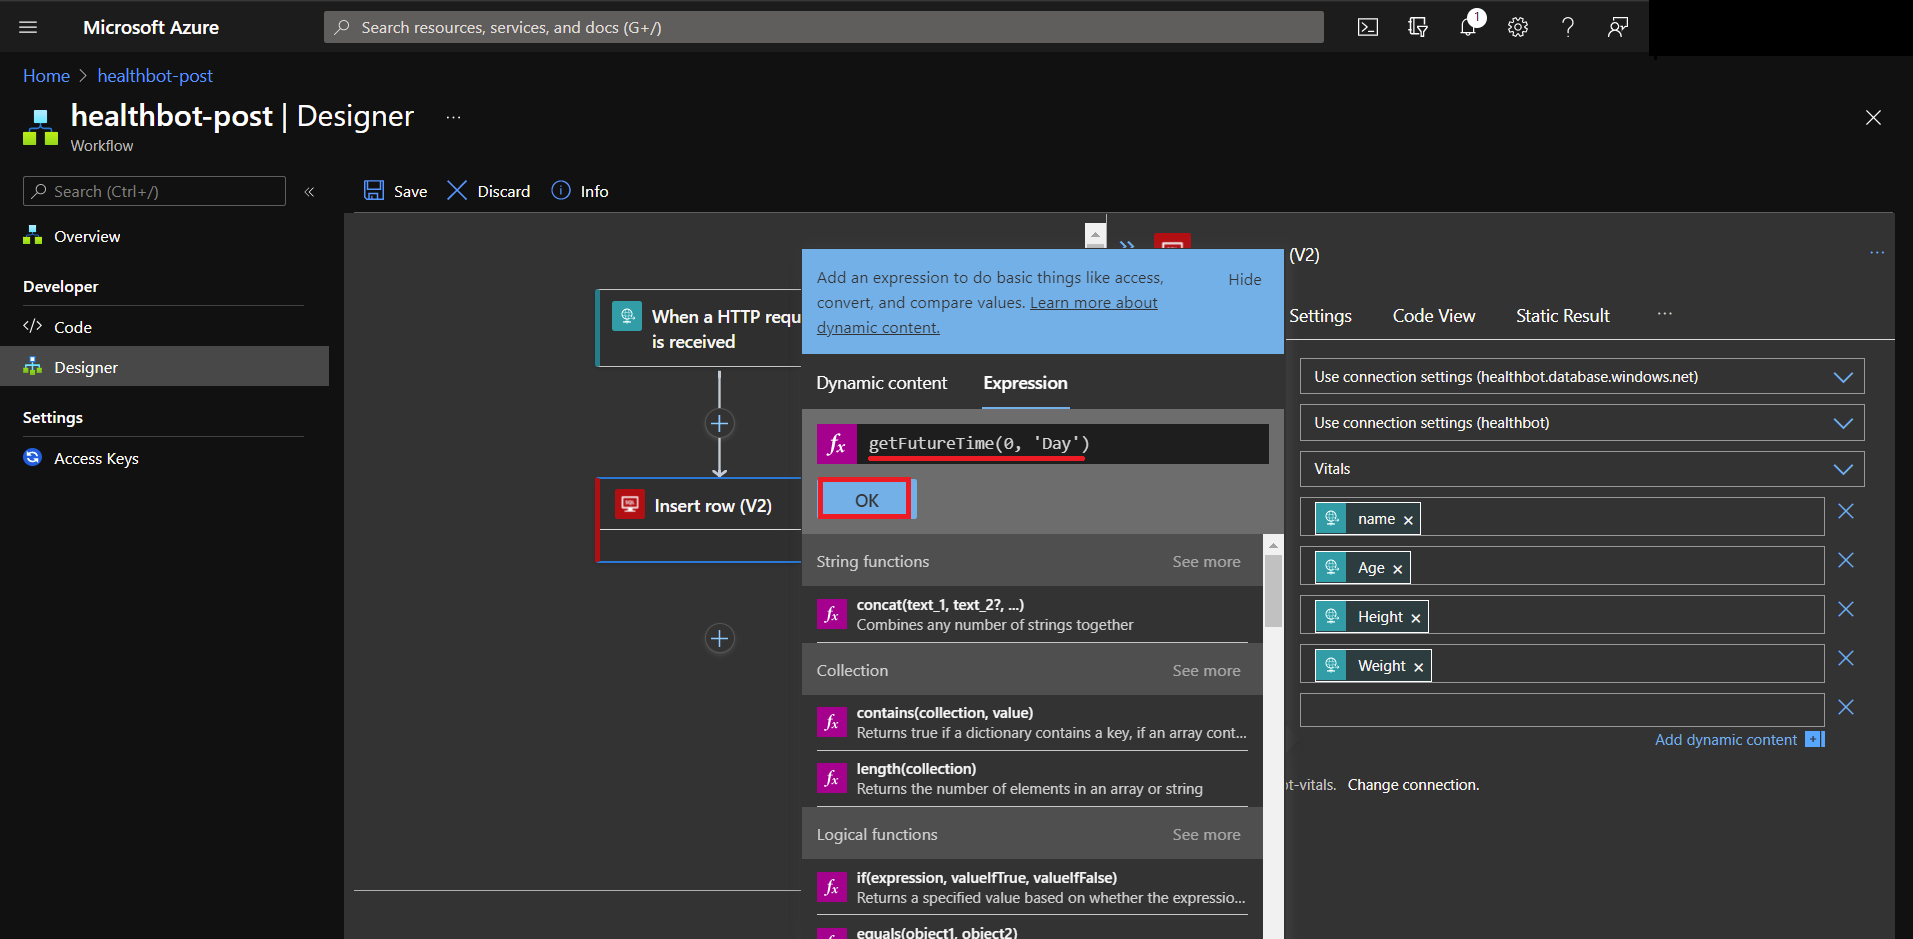 Microsoft Azure
Search resources, services, and docs (G+/)
1
Home > healthbot-post
healthbot-post | Designer ...
Workflow
Search (Ctrl+/)
«
Save
Discard
Info
Overview
Developer
Code
Designer
Settings
Access Keys
When a HTTP requ
is received
Insert row (V2)
Add an expression to do basic things like access,
convert, and compare values. Learn more about
dynamic content.
Hide
Dynamic content
Expression
fx
getFutureTime(0, 'Day')
OK
String functions
See more
fx
concat(text_1, text_2?, ...)
Combines any number of strings together
Collection
See more
fx
contains(collection, value)
Returns true if a dictionary contains a key, if an array cont...
fx
length(collection)
Returns the number of elements in an array or string
Logical functions
See more
fx
if(expression, valueIfTrue, valueIfFalse)
Returns a specified value based on whether the expressio...
equals(object1, object2)
(V2)
...
Settings
Code View
Static Result
...
Use connection settings (healthbot.database.windows.net)
Use connection settings (healthbot)
Vitals
name ×
Age ×
Height ×
Weight ×
Add dynamic content
t-vitals. Change connection.